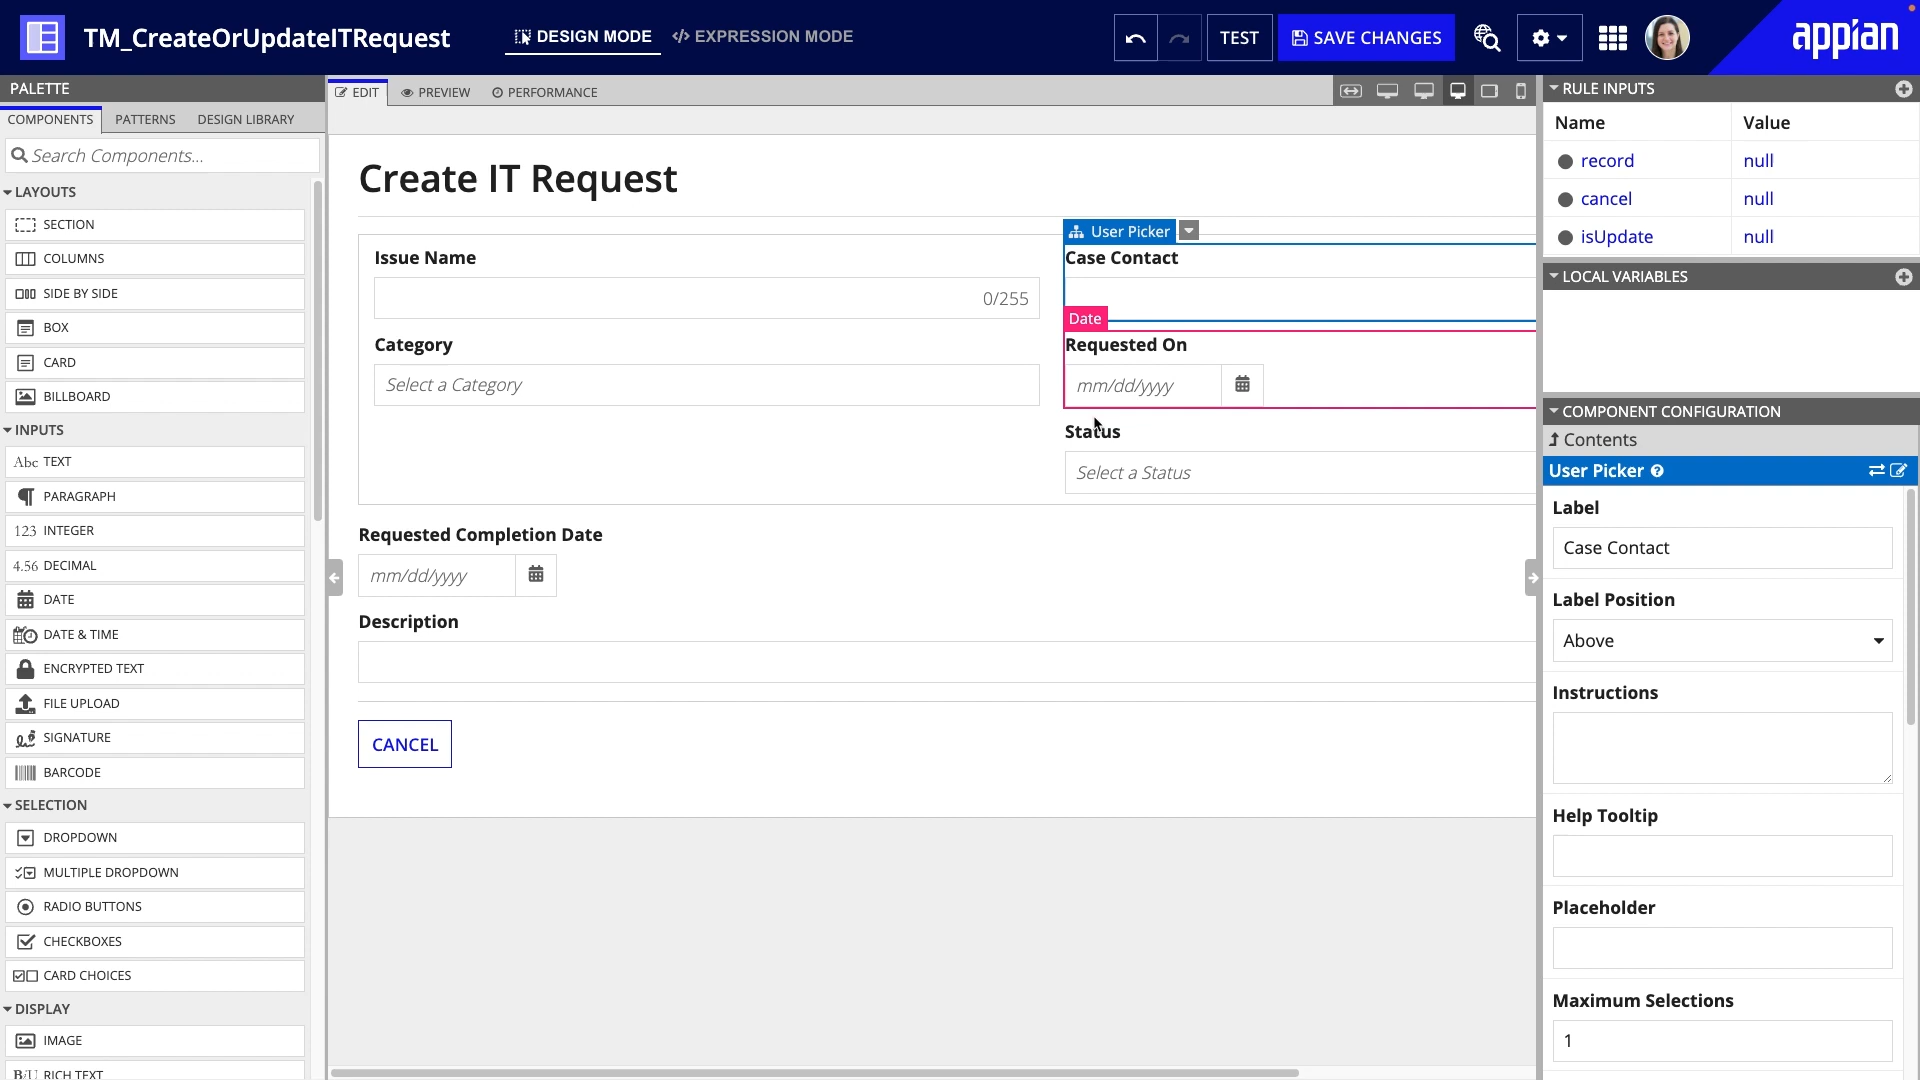 TM_CreateOrUpdateITRequest
DESIGN MODE
</> EXPRESSION MODE
TEST
SAVE CHANGES
appian
PALETTE
COMPONENTS
PATTERNS
DESIGN LIBRARY
Search Components...
LAYOUTS
SECTION
COLUMNS
SIDE BY SIDE
BOX
CARD
BILLBOARD
INPUTS
Abc TEXT
PARAGRAPH
123 INTEGER
4.56 DECIMAL
DATE
DATE & TIME
ENCRYPTED TEXT
FILE UPLOAD
SIGNATURE
BARCODE
SELECTION
DROPDOWN
MULTIPLE DROPDOWN
RADIO BUTTONS
CHECKBOXES
CARD CHOICES
DISPLAY
IMAGE
B/U RICH TEXT
EDIT
PREVIEW
PERFORMANCE
Create IT Request
User Picker
Issue Name
0/255
Case Contact
Date
Category
Select a Category
Requested On
mm/dd/yyyy
Status
Select a Status
Requested Completion Date
mm/dd/yyyy
Description
CANCEL
RULE INPUTS
Name Value
record null
cancel null
isUpdate null
LOCAL VARIABLES
COMPONENT CONFIGURATION
Contents
User Picker
Label
Case Contact
Label Position
Above
Instructions
Help Tooltip
Placeholder
Maximum Selections
1